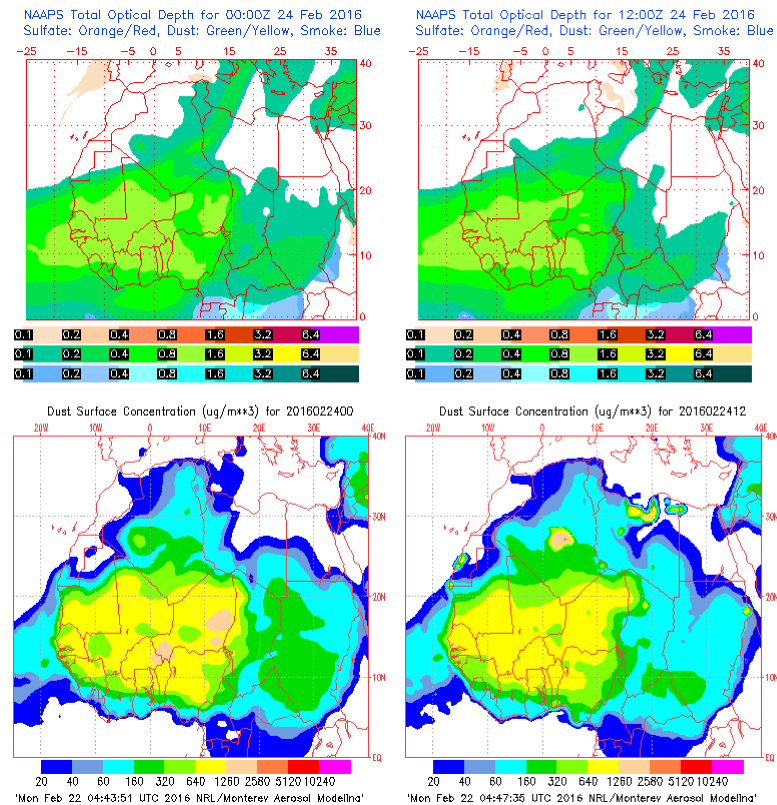 NAAPS Total Optical Depth for 00:00Z 24 Feb 2016
Sulfate: Orange/Red, Dust: Green/Yellow, Smoke: Blue
-25 -15 -5 5 15 25 35
40
30
20
10
0
0.1 0.2 0.4 0.8 1.6 3.2 6.4
0.1 0.2 0.4 0.8 1.6 3.2 6.4
0.1 0.2 0.4 0.8 1.6 3.2 6.4
NAAPS Total Optical Depth for 12:00Z 24 Feb 2016
Sulfate: Orange/Red, Dust: Green/Yellow, Smoke: Blue
-25 -15 -5 5 15 25 35
40
30
20
10
0
0.1 0.2 0.4 0.8 1.6 3.2 6.4
0.1 0.2 0.4 0.8 1.6 3.2 6.4
0.1 0.2 0.4 0.8 1.6 3.2 6.4
Dust Surface Concentration (ug/m**3) for 2016022400
20W 10W 0 10E 20E 30E 40E
40N
30N
20N
10N
EQ
20 40 80 160 320 640 1280 2580 5120 10240
'Mon Feb 22 04:43:51 UTC 2016 NRL/Monterey Aerosol Modeling'
Dust Surface Concentration (ug/m**3) for 2016022412
20W 10W 0 10E 20E 30E 40E
40N
30N
20N
10N
EQ
20 40 80 160 320 640 1280 2580 5120 10240
'Mon Feb 22 04:47:35 UTC 2016 NRL/Monterey Aerosol Modeling'